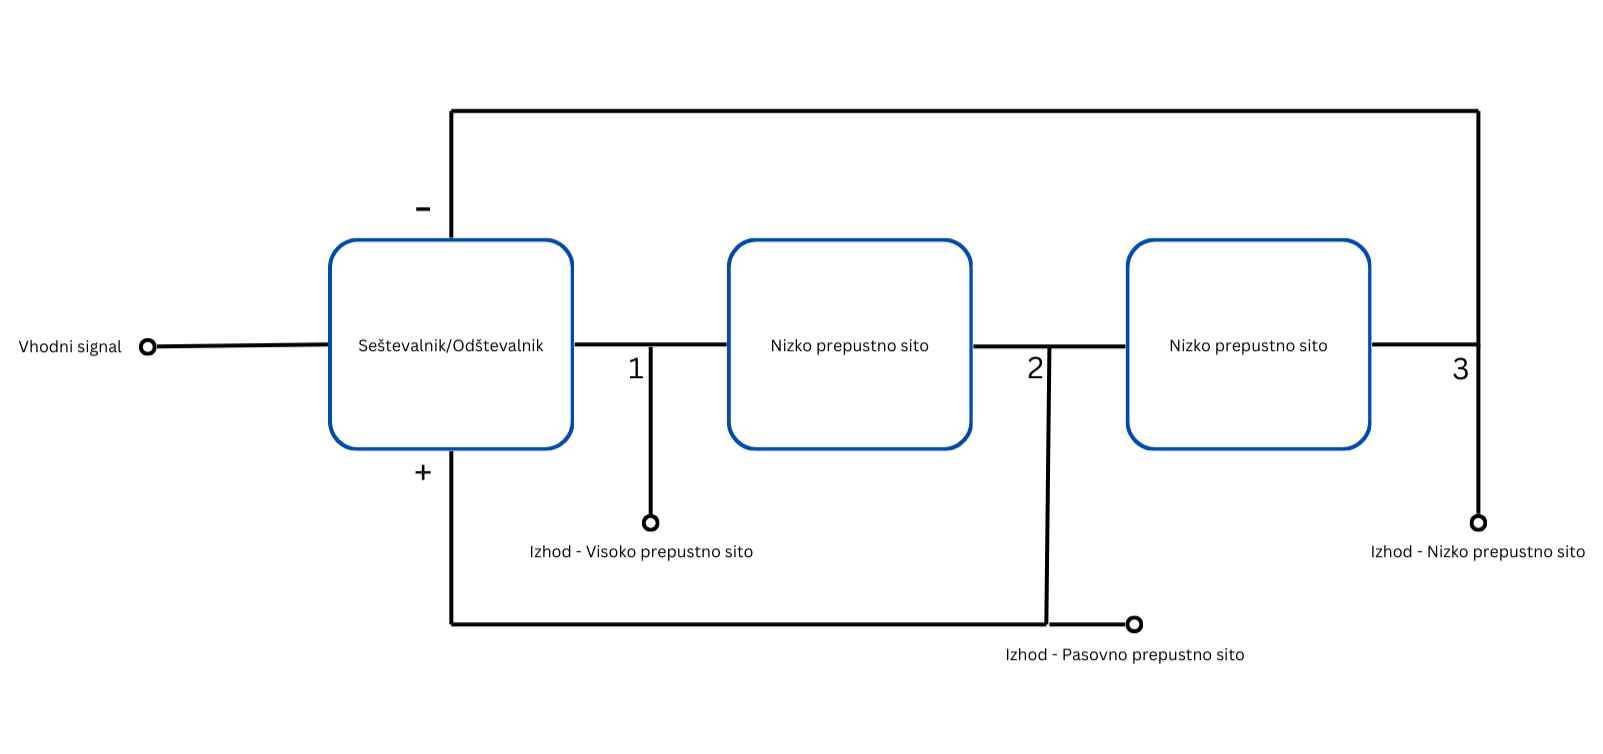 −
Vhodni signal
Seštevalnik/Odštevalnik
Nizko prepustno sito
Nizko prepustno sito
1
2
3
+
Izhod - Visoko prepustno sito
Izhod - Nizko prepustno sito
Izhod - Pasovno prepustno sito